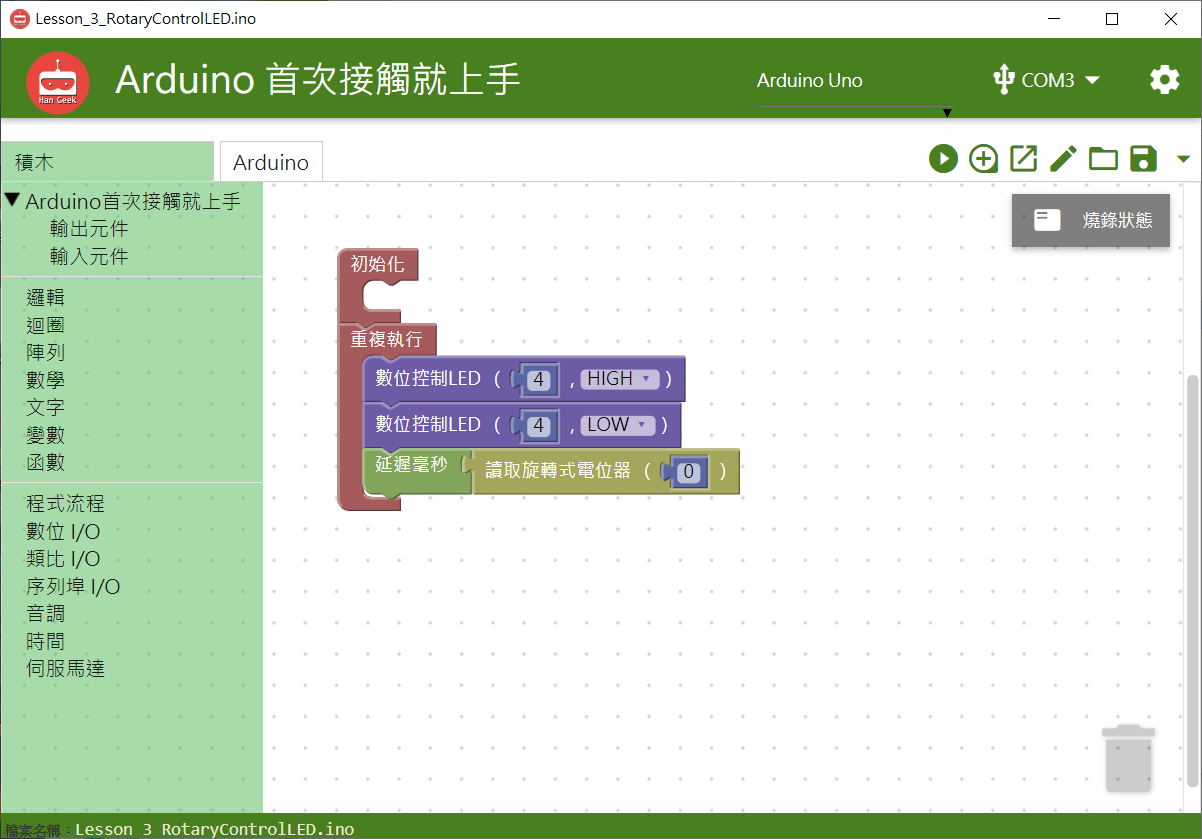 Lesson_3_RotaryControlLED.ino
Han Geek
Arduino 首次接觸就上手
Arduino Uno
COM3
積木
Arduino
Arduino首次接觸就上手
輸出元件
輸入元件
邏輯
迴圈
陣列
數學
文字
變數
函數
程式流程
數位 I/O
類比 I/O
序列埠 I/O
音調
時間
伺服馬達
燒錄狀態
初始化
重複執行
數位控制LED ( 4 , HIGH )
數位控制LED ( 4 , LOW )
延遲毫秒 讀取旋轉式電位器 ( 0 )
檔案名稱：Lesson_3_RotaryControlLED.ino